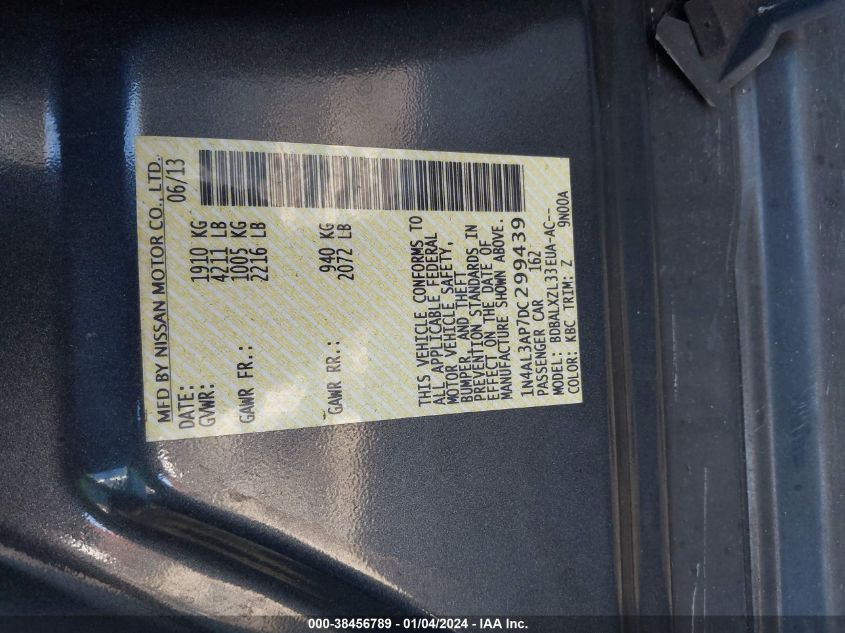 MFD BY NISSAN MOTOR CO., LTD.
DATE: 06/13
GVWR: 1910 KG
4211 LB
GAWR FR.: 1005 KG
2216 LB
GAWR RR.: 940 KG
2072 LB
THIS VEHICLE CONFORMS TO
ALL APPLICABLE FEDERAL
MOTOR VEHICLE SAFETY,
BUMPER, AND THEFT
PREVENTION STANDARDS IN
EFFECT ON THE DATE OF
MANUFACTURE SHOWN ABOVE.
1N4AL3AP7DC299439
PASSENGER CAR 162
MODEL: BDBALXZL33EUA-AC--
COLOR: KBC TRIM: Z 9N00A
000-38456789 - 01/04/2024 - IAA Inc.